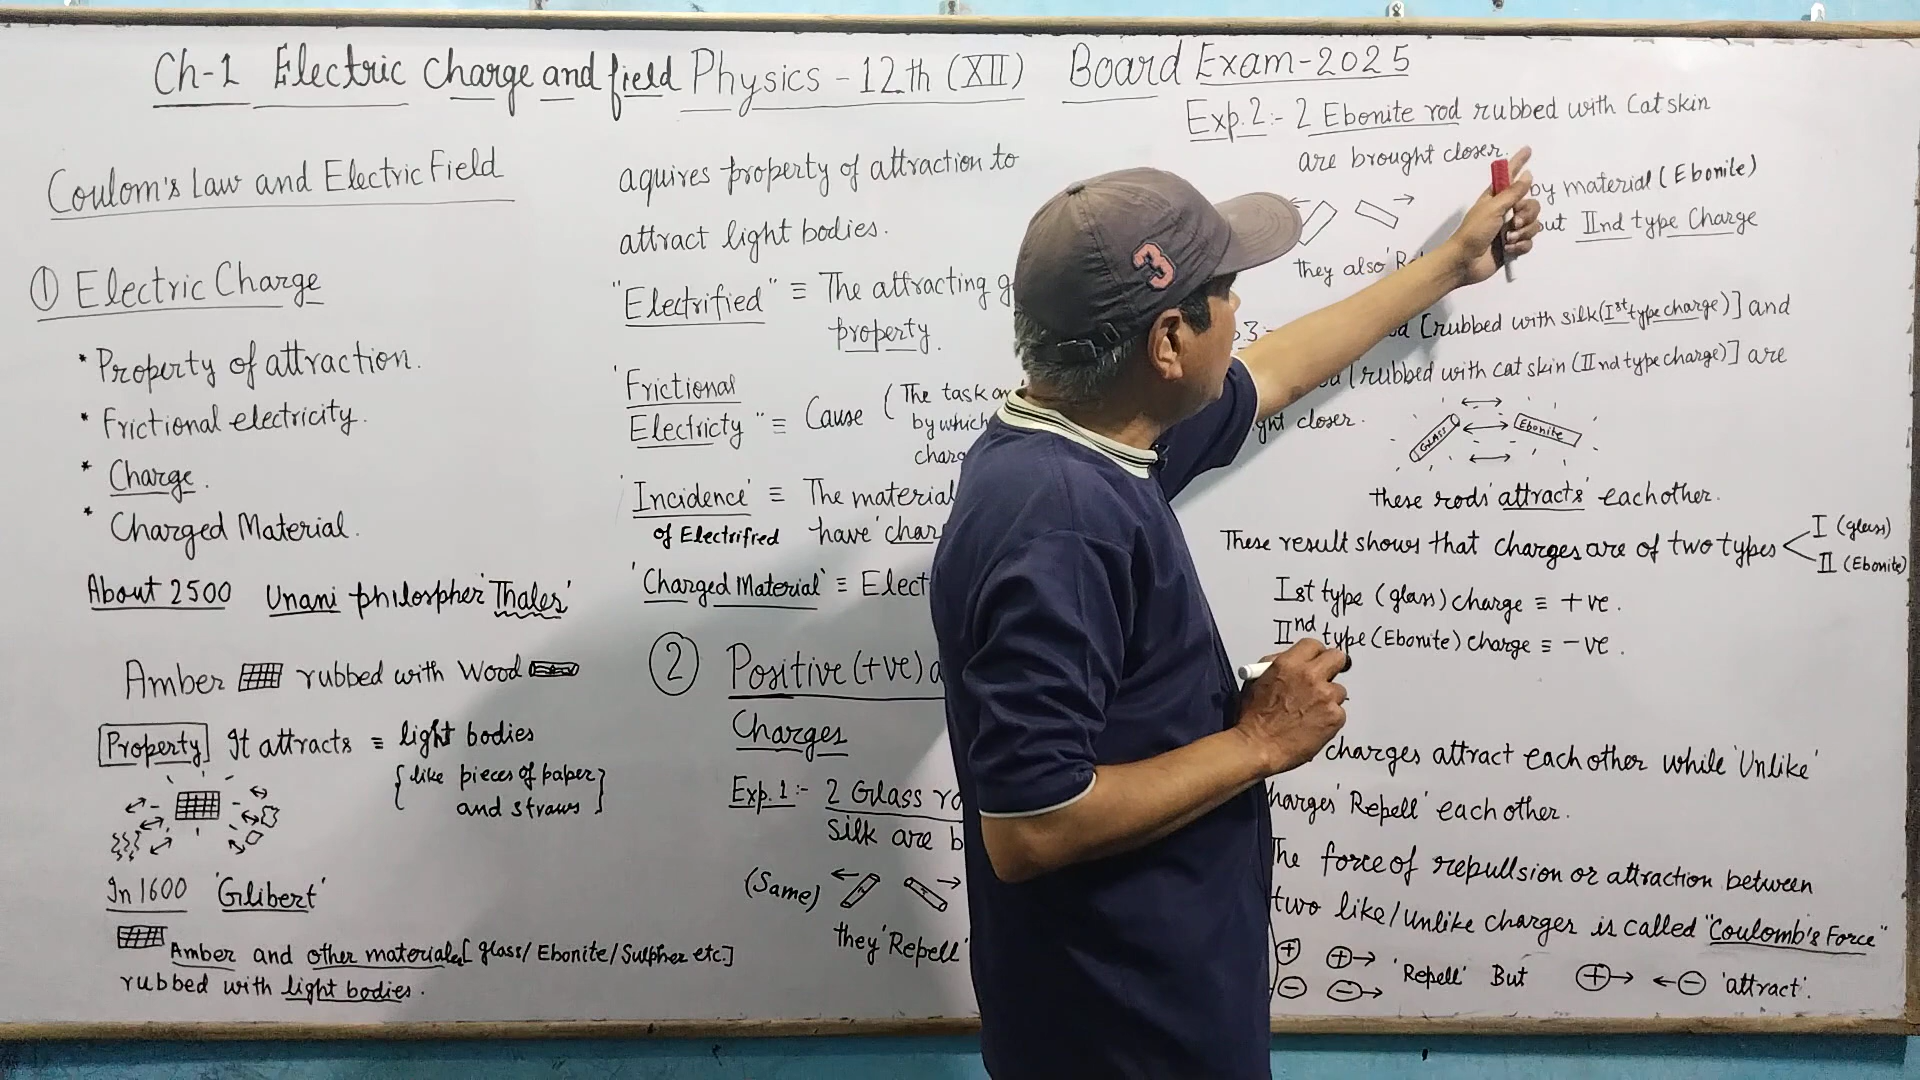 Ch-1 Electric charge and field Physics - 12th (XII) Board Exam-2025
Coulom's Law and Electric Field
① Electric Charge
* Property of attraction.
* Frictional electricity.
* Charge.
* Charged Material.
About 2500 Unani philospher 'Thales'
Amber rubbed with Wood
Property It attracts ≡ light bodies
{like pieces of paper
and straws}
In 1600 'Gilibert'
Amber and other material [glass/Ebonite/Sulpher etc.]
rubbed with light bodies.
aquires property of attraction to
attract light bodies.
"Electrified" ≡ The attracting
property.
'Frictional
Electricty" ≡ Cause (The task
by which
'Incidence' ≡ The material
of Electrifred have
'Charged Material' ≡
② Positive (+ve)
Charges
Exp. 1:- 2 Glass
silk are
(Same)
they 'Repell'
3
Exp. 2:- 2 Ebonite rod rubbed with Cat skin
are brought closer.
by material (Ebonite)
IInd type Charge
they also
[rubbed with silk (Ist type charge)] and
[rubbed with cat skin (IInd type charge)] are
closer.
GLASS Ebonite
these rods 'attracts' eachother.
These result shows that charges are of two types I (glass)
II (Ebonite)
Ist type (glass) charge ≡ +ve.
IInd type (Ebonite) charge ≡ -ve.
charges attract each other while 'Unlike'
'Repell' each other.
The force of repullsion or attraction between
two like/unlike charger is called "Coulomb's Force"
+ + 'Repell' But + - 'attract'.
- -